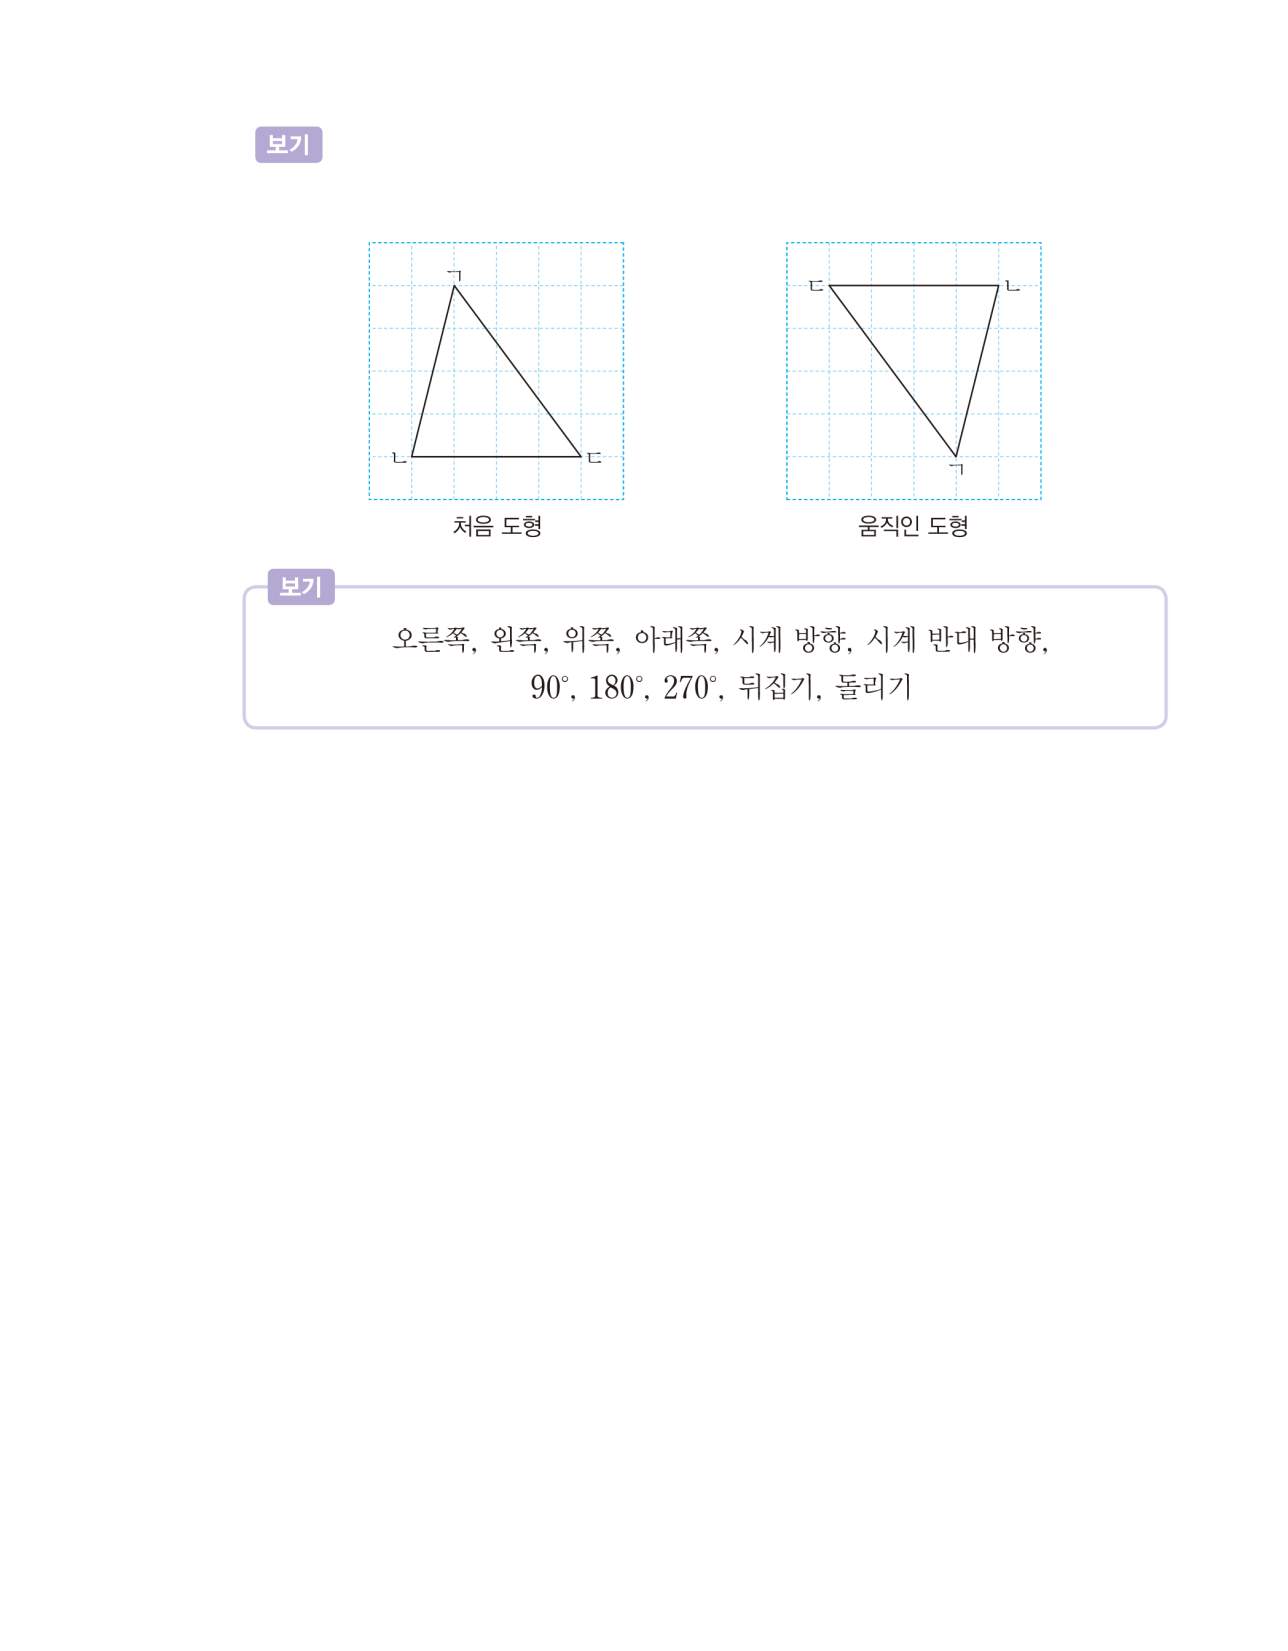 보기
ㄱ
ㄴ ㄷ
처음 도형
ㄷ ㄴ
ㄱ
움직인 도형
보기
오른쪽, 왼쪽, 위쪽, 아래쪽, 시계 방향, 시계 반대 방향,
90°, 180°, 270°, 뒤집기, 돌리기